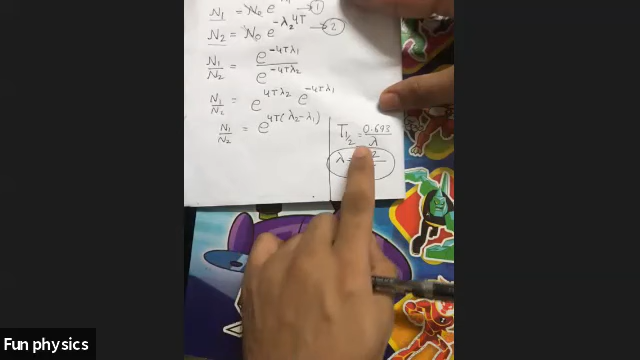 N₁ = N₀ e → ①
N₂ = N₀ e^-λ₂4T → ②
N₁/N₂ = e^-4Tλ₁ / e^-4Tλ₂
N₁/N₂ = e^4Tλ₂ e^-4Tλ₁
N₁/N₂ = e^4T(λ₂-λ₁)
T½ = 0.693/λ
λ =
Fun physics